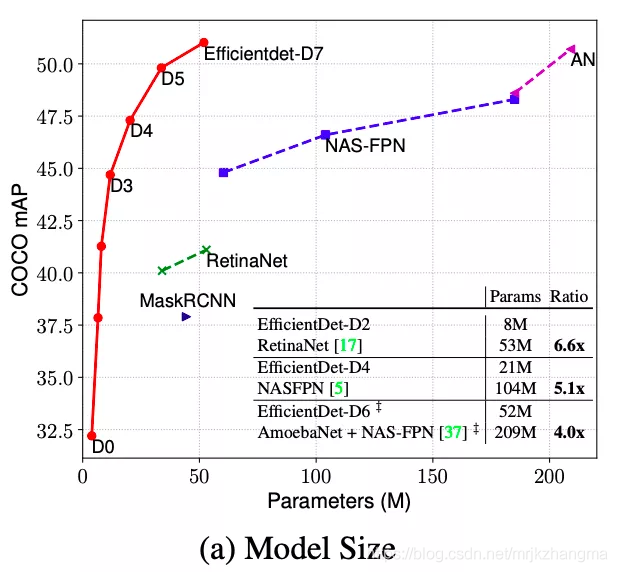 50.0
47.5
45.0
42.5
40.0
37.5
35.0
32.5
COCO mAP
Efficientdet-D7
AN
D5
D4
NAS-FPN
D3
RetinaNet
MaskRCNN
D0
Params Ratio
EfficientDet-D2 8M
RetinaNet [17] 53M 6.6x
EfficientDet-D4 21M
NASFPN [5] 104M 5.1x
EfficientDet-D6 ‡ 52M
AmoebaNet + NAS-FPN [37] ‡ 209M 4.0x
0 50 100 150 200
Parameters (M)
(a) Model Size
https://blog.csdn.net/mrjkzhangma